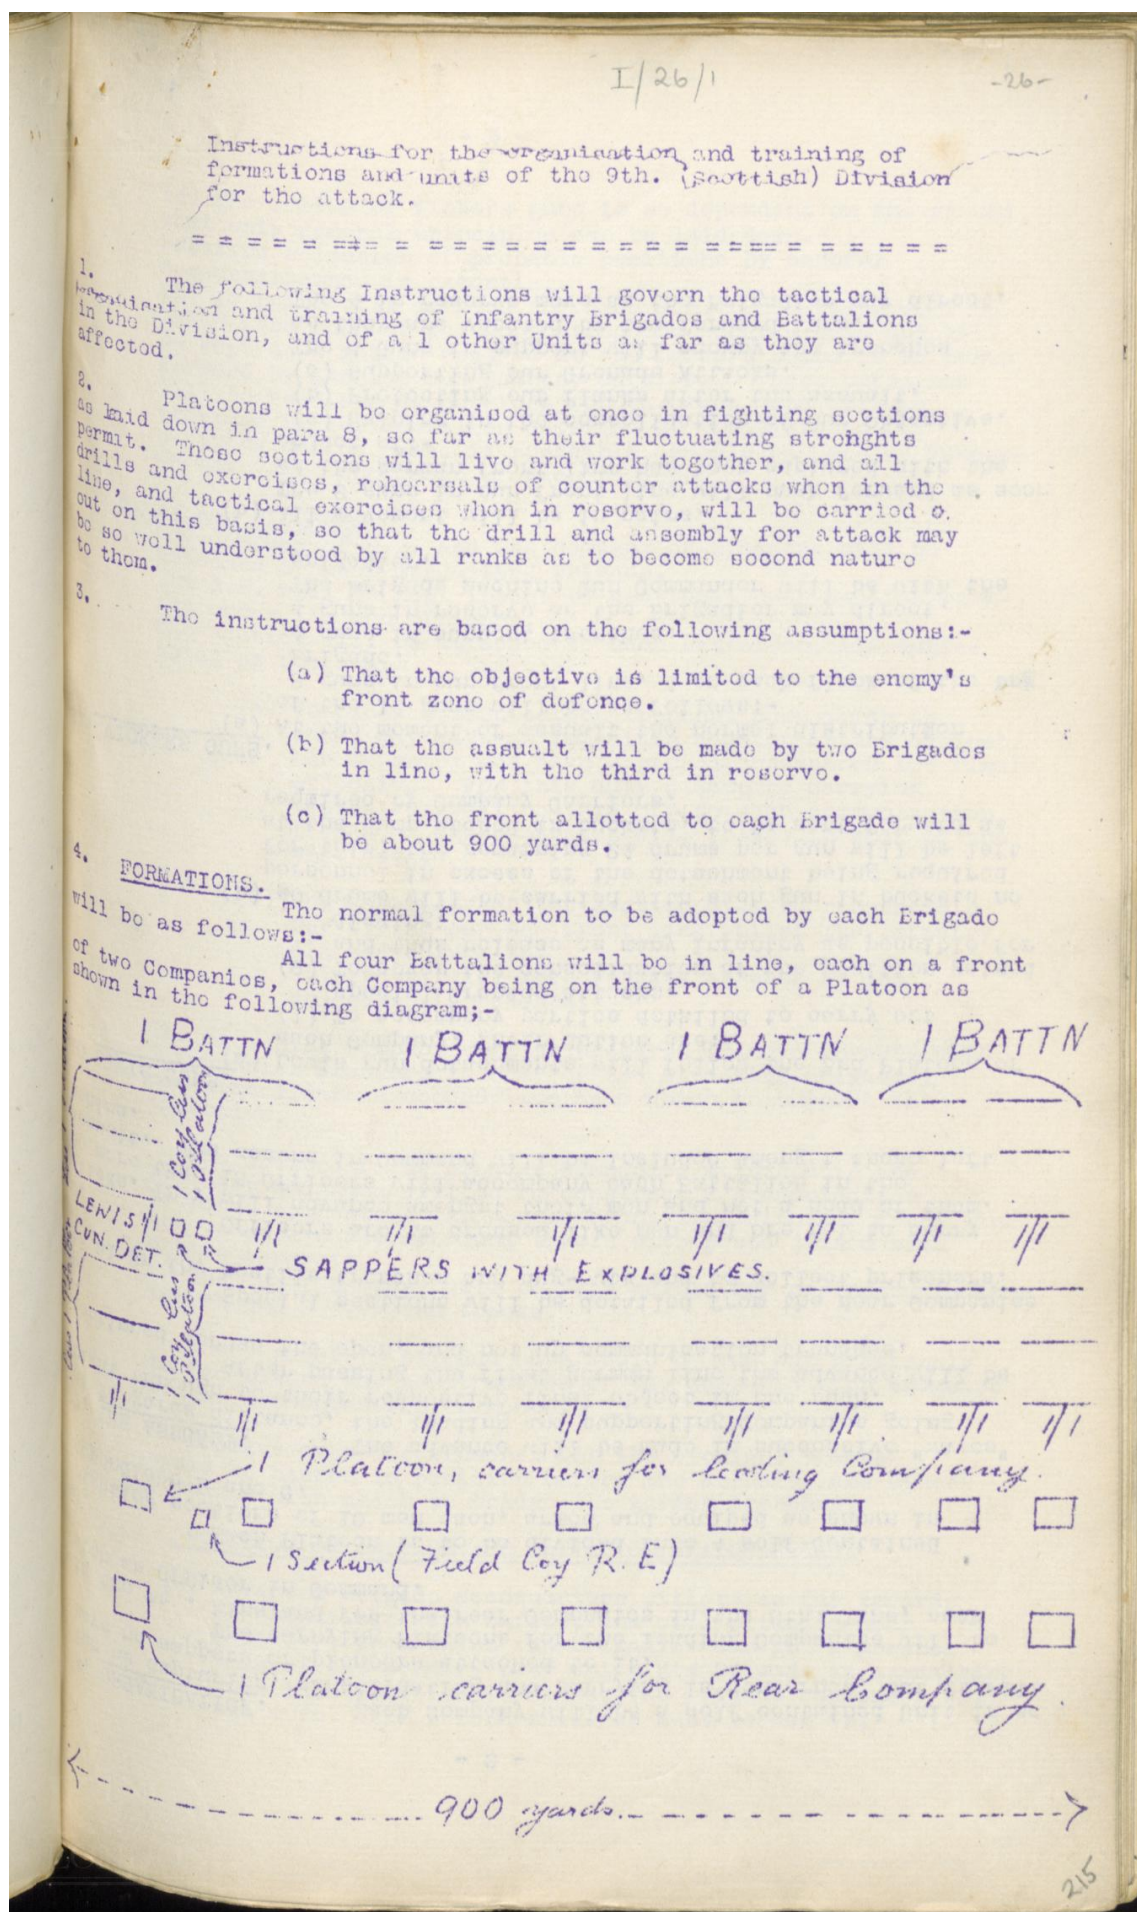 I/26/1
-26-
Instructions for the organisation and training of
formations and units of the 9th. (Scottish) Division
for the attack.
= = = = = === = = = = = = = = = = = = ==== = = = = =
1.
The following Instructions will govern the tactical
organisation and training of Infantry Brigades and Battalions
in the Division, and of a l other Units as far as they are
affected.
2.
Platoons will be organised at once in fighting sections
as laid down in para 8, so far as their fluctuating strenghts
permit. These sections will live and work together, and all
drills and exercises, rehearsals of counter attacks when in the
line, and tactical exercises when in reserve, will be carried o.
out on this basis, so that the drill and assembly for attack may
be so well understood by all ranks as to become second nature
to them.
3.
The instructions are based on the following assumptions:-
(a) That the objective is limited to the enemy's
front zone of defence.
(b) That the assualt will be made by two Brigades
in line, with the third in reserve.
(c) That the front allotted to each Brigade will
be about 900 yards.
4.
FORMATIONS.
The normal formation to be adopted by each Brigade
will be as follows:-
All four Battalions will be in line, each on a front
of two Companies, each Company being on the front of a Platoon as
shown in the following diagram;-
1 BATTN 1 BATTN 1 BATTN 1 BATTN
1 Coy less
1 Platoon
LEWIS
GUN. DET.
SAPPERS WITH EXPLOSIVES.
1 Coy less
1 Platoon
1 Platoon, carriers for leading Company.
1 Section (Field Coy R.E)
1 Platoon carriers for Rear Company.
900 yards.
215